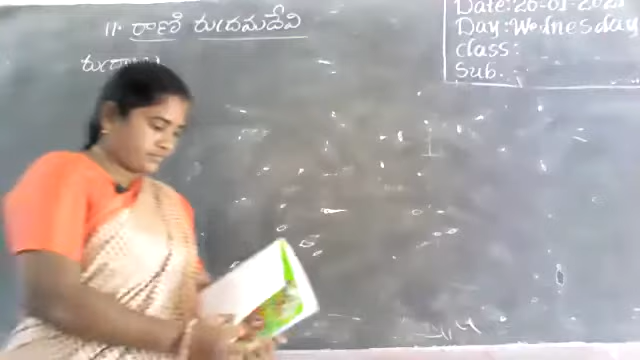 11. రాణి రుద్రమదేవి
Date: 20-01-2021
Day: Wednesday
Class:
Sub.